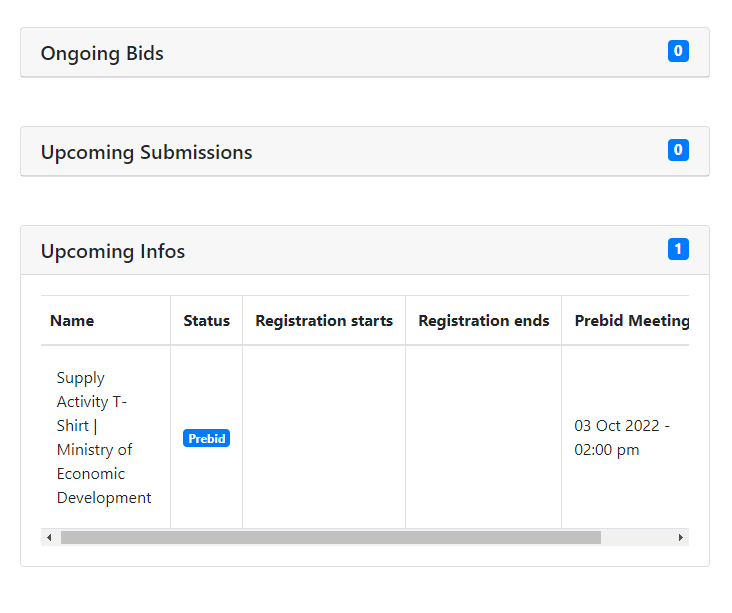 Ongoing Bids 0
Upcoming Submissions 0
Upcoming Infos 1
Name Status Registration starts Registration ends Prebid Meeting
Supply
Activity T-
Shirt |
Ministry of
Economic
Development
Prebid
03 Oct 2022 -
02:00 pm